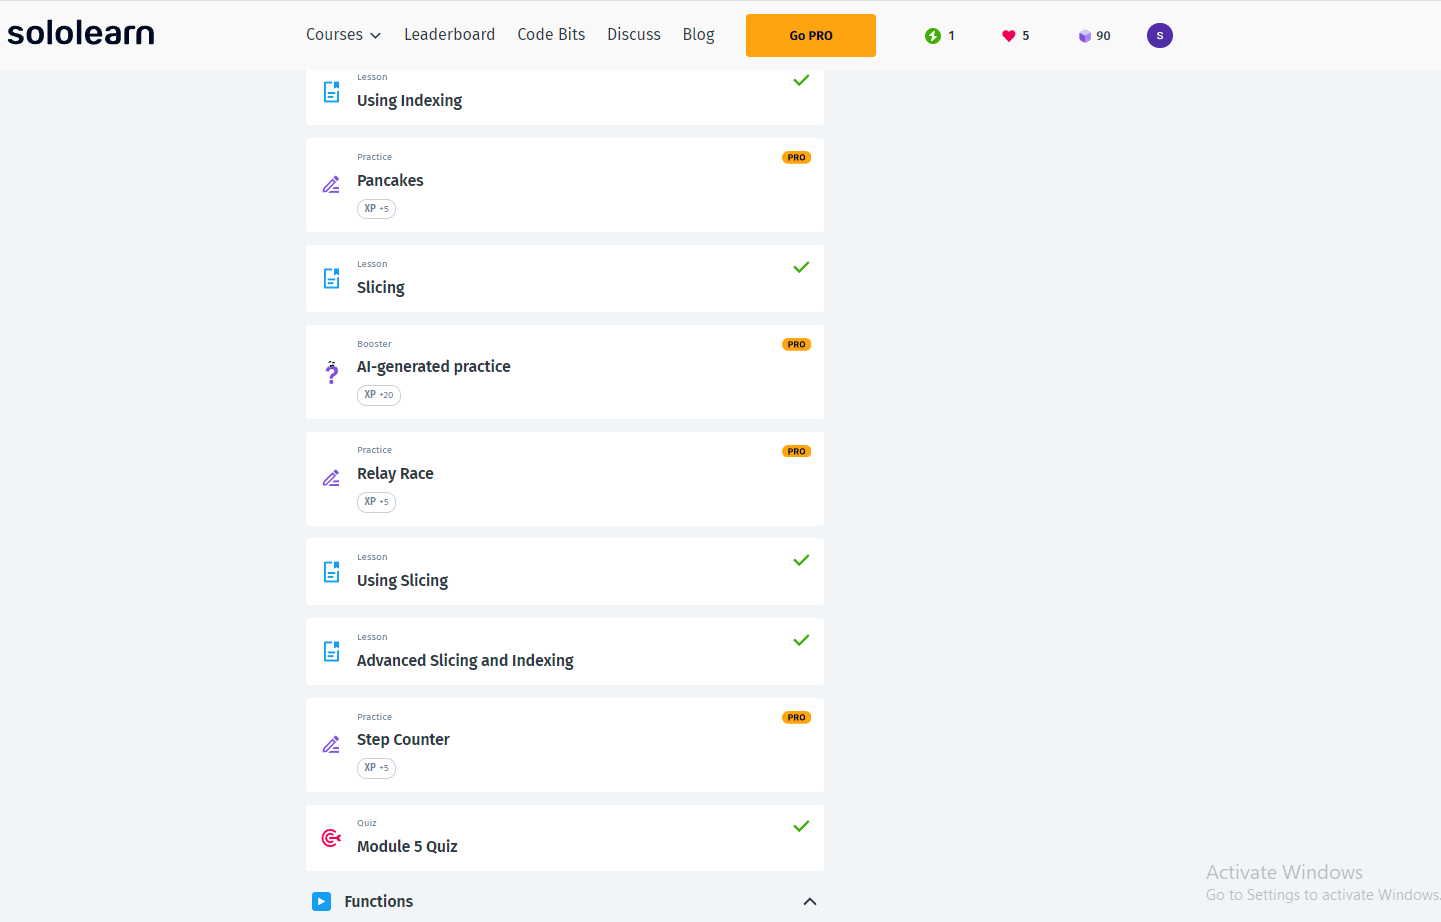 sololearn
Courses Leaderboard Code Bits Discuss Blog Go PRO 1 5 90 S
Lesson
Using Indexing
Practice PRO
Pancakes
XP +5
Lesson
Slicing
Booster PRO
AI-generated practice
XP +20
Practice PRO
Relay Race
XP +5
Lesson
Using Slicing
Lesson
Advanced Slicing and Indexing
Practice PRO
Step Counter
XP +5
Quiz
Module 5 Quiz
Functions
Activate Windows
Go to Settings to activate Windows.